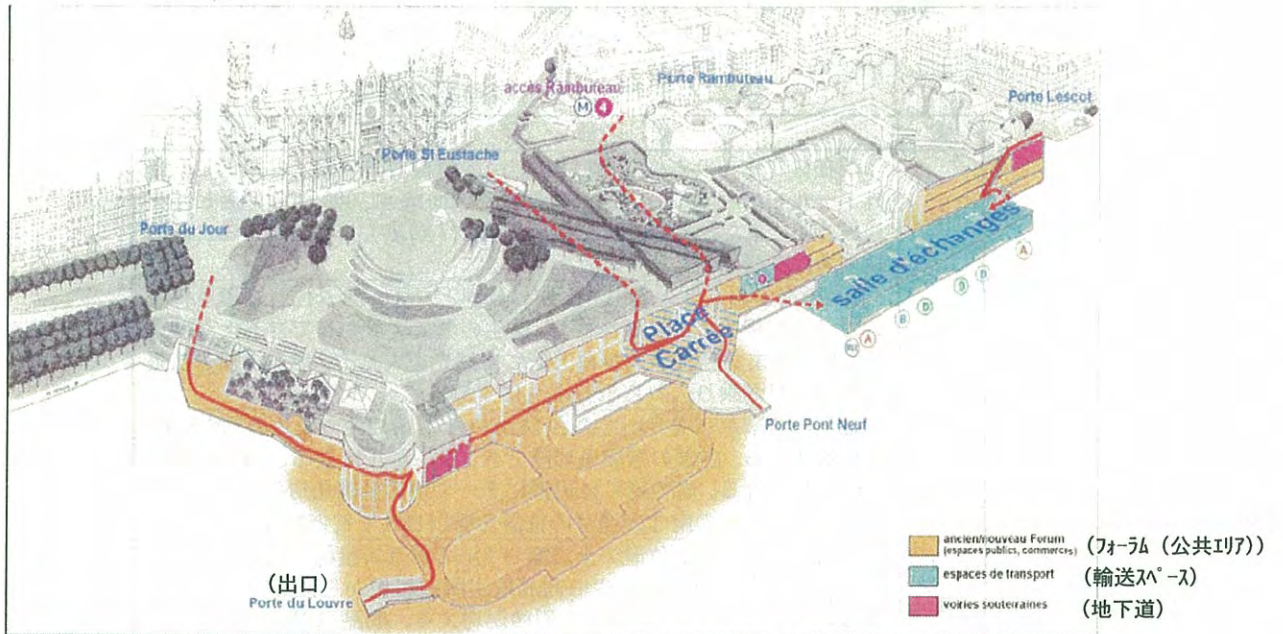 accès Rambuteau
M 4
Porte Rambuteau
Porte Lescot
Porte St Eustache
Porte du Jour
salle d'échanges
Place
Carrée
A
D
D
B
A
Porte Pont Neuf
ancien/nouveau Forum (フォーラム（公共エリア）)
(espaces publics, commerces)
espaces de transport (輸送スペース)
voiries souterraines (地下道)
(出口)
Porte du Louvre